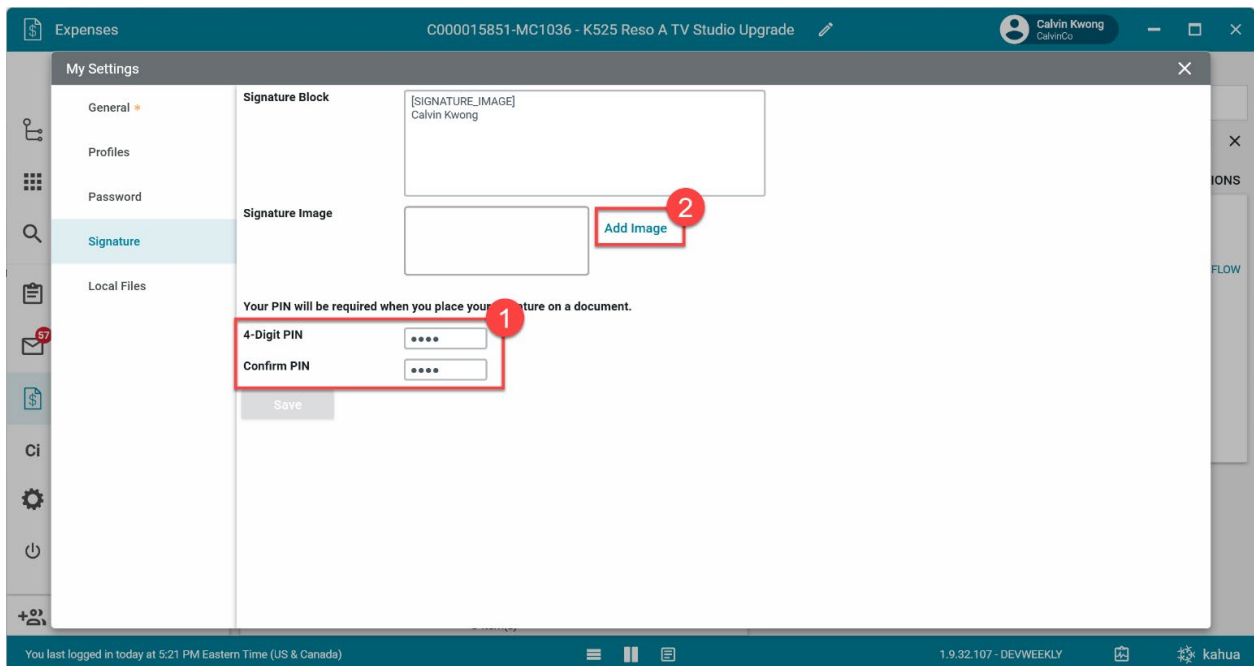 Expenses
C000015851-MC1036 - K525 Reso A TV Studio Upgrade
Calvin Kwong
CalvinCo
My Settings
General *
Profiles
Password
Signature
Local Files
Signature Block
[SIGNATURE_IMAGE]
Calvin Kwong
Signature Image
Add Image
2
Your PIN will be required when you place your
ture on a document.
1
4-Digit PIN
••••
Confirm PIN
••••
Save
IONS
FLOW
57
Ci
You last logged in today at 5:21 PM Eastern Time (US & Canada)
1.9.32.107 - DEVWEEKLY
kahua